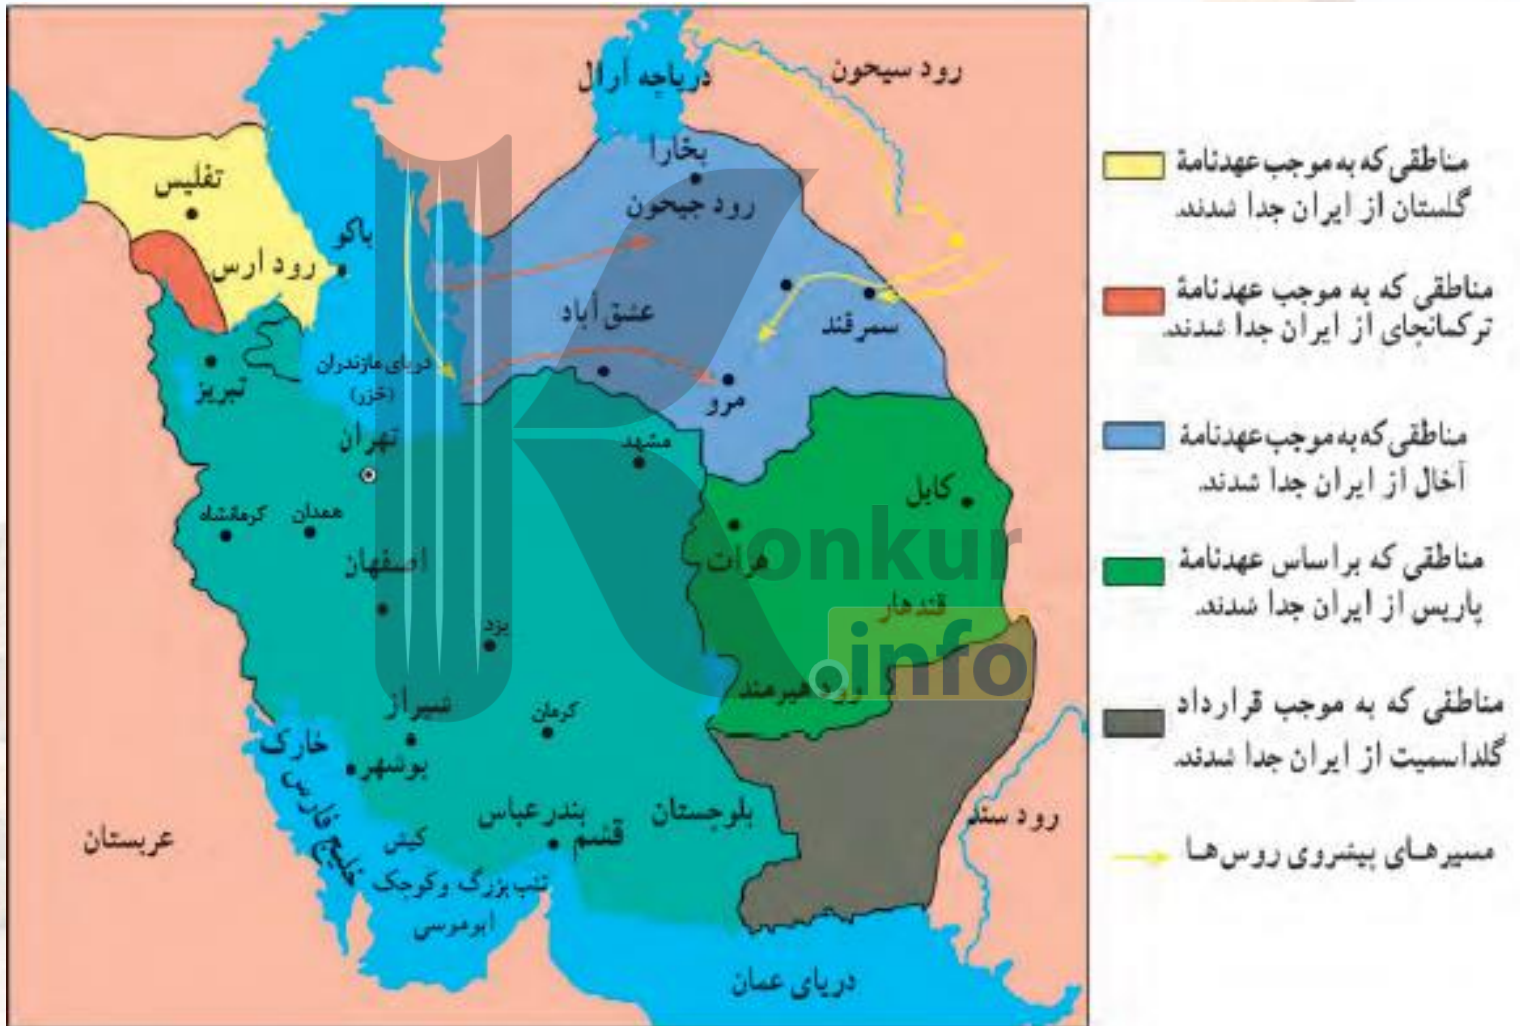 دریاچه آرال
رود سیحون
بخارا
رود جیحون
تفلیس
باکو
رود ارس
عشق آباد
سمرقند
مرو
دریای مازندران
(خزر)
تبریز
تهران
مشهد
کابل
کرمانشاه
همدان
اصفهان
هرات
قندهار
یزد
رود هیرمند
شیراز
کرمان
خارک
بوشهر
خلیج فارس
بندرعباس
قشم
بلوچستان
کیش
تنب بزرگ و کوچک
ابوموسی
عربستان
رود سند
دریای عمان
مناطقی که به موجب عهدنامهٔ
گلستان از ایران جدا شدند.
مناطقی که به موجب عهدنامهٔ
ترکمانچای از ایران جدا شدند.
مناطقی که به موجب عهدنامهٔ
آخال از ایران جدا شدند.
مناطقی که براساس عهدنامهٔ
پاریس از ایران جدا شدند.
مناطقی که به موجب قرارداد
گلداسمیت از ایران جدا شدند.
مسیرهای پیشروی روس‌ها
Konkur
.info